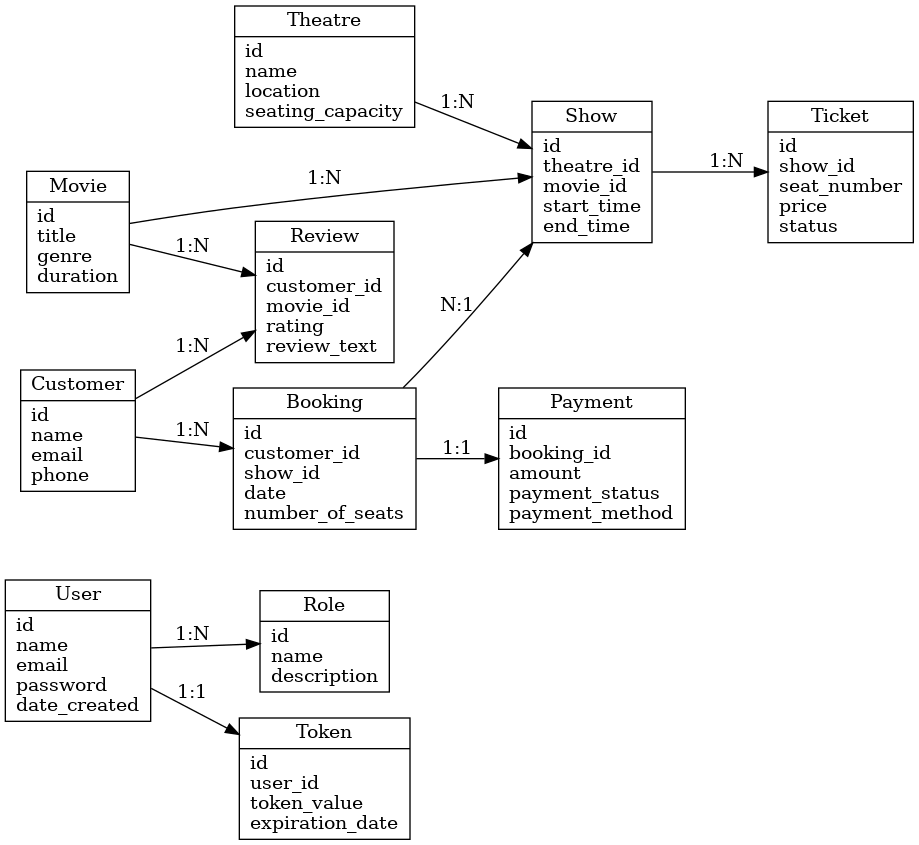 Theatre
id
name
location
seating_capacity
1:N
Show
id
theatre_id
movie_id
start_time
end_time
1:N
Ticket
id
show_id
seat_number
price
status
Movie
id
title
genre
duration
1:N
1:N
Review
id
customer_id
movie_id
rating
review_text
1:N
N:1
Customer
id
name
email
phone
1:N
Booking
id
customer_id
show_id
date
number_of_seats
1:1
Payment
id
booking_id
amount
payment_status
payment_method
User
id
name
email
password
date_created
1:N
Role
id
name
description
1:1
Token
id
user_id
token_value
expiration_date